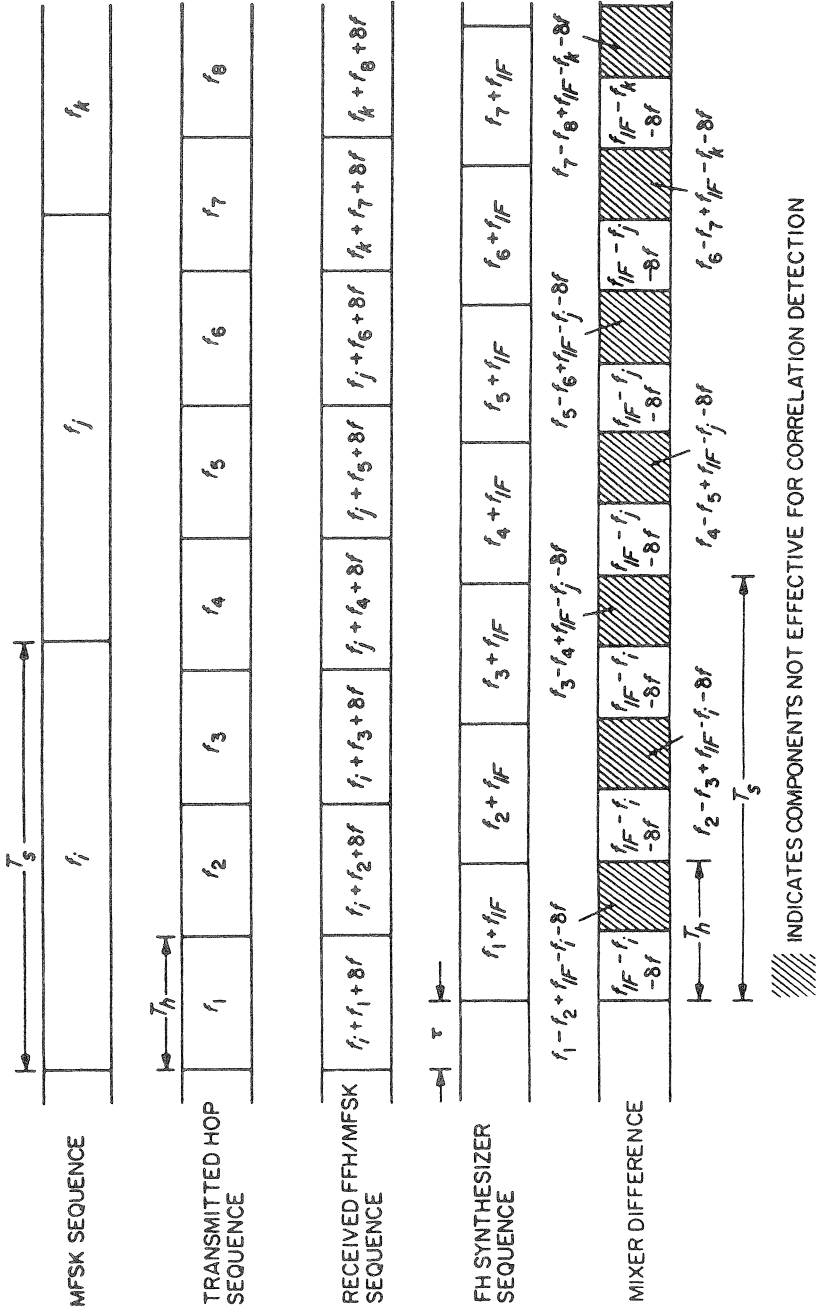 MFSK SEQUENCE
T_s
f_i
f_j
f_k
TRANSMITTED HOP
SEQUENCE
T_h
f_1
f_2
f_3
f_4
f_5
f_6
f_7
f_8
RECEIVED FFH/MFSK
SEQUENCE
f_i+f_1+δf
f_i+f_2+δf
f_i+f_3+δf
f_j+f_4+δf
f_j+f_5+δf
f_j+f_6+δf
f_k+f_7+δf
f_k+f_8+δf
FH SYNTHESIZER
SEQUENCE
τ
f_1+f_IF
f_2+f_IF
f_3+f_IF
f_4+f_IF
f_5+f_IF
f_6+f_IF
f_7+f_IF
f_1-f_2+f_IF-f_i-δf
f_3-f_4+f_IF-f_j-δf
f_5-f_6+f_IF-f_j-δf
f_7-f_8+f_IF-f_k-δf
MIXER DIFFERENCE
f_IF-f_i
-δf
f_IF-f_i
-δf
f_IF-f_i
-δf
f_IF-f_j
-δf
f_IF-f_j
-δf
f_IF-f_j
-δf
f_IF-f_k
-δf
T_h
f_2-f_3+f_IF-f_i-δf
f_4-f_5+f_IF-f_j-δf
f_6-f_7+f_IF-f_k-δf
T_s
INDICATES COMPONENTS NOT EFFECTIVE FOR CORRELATION DETECTION